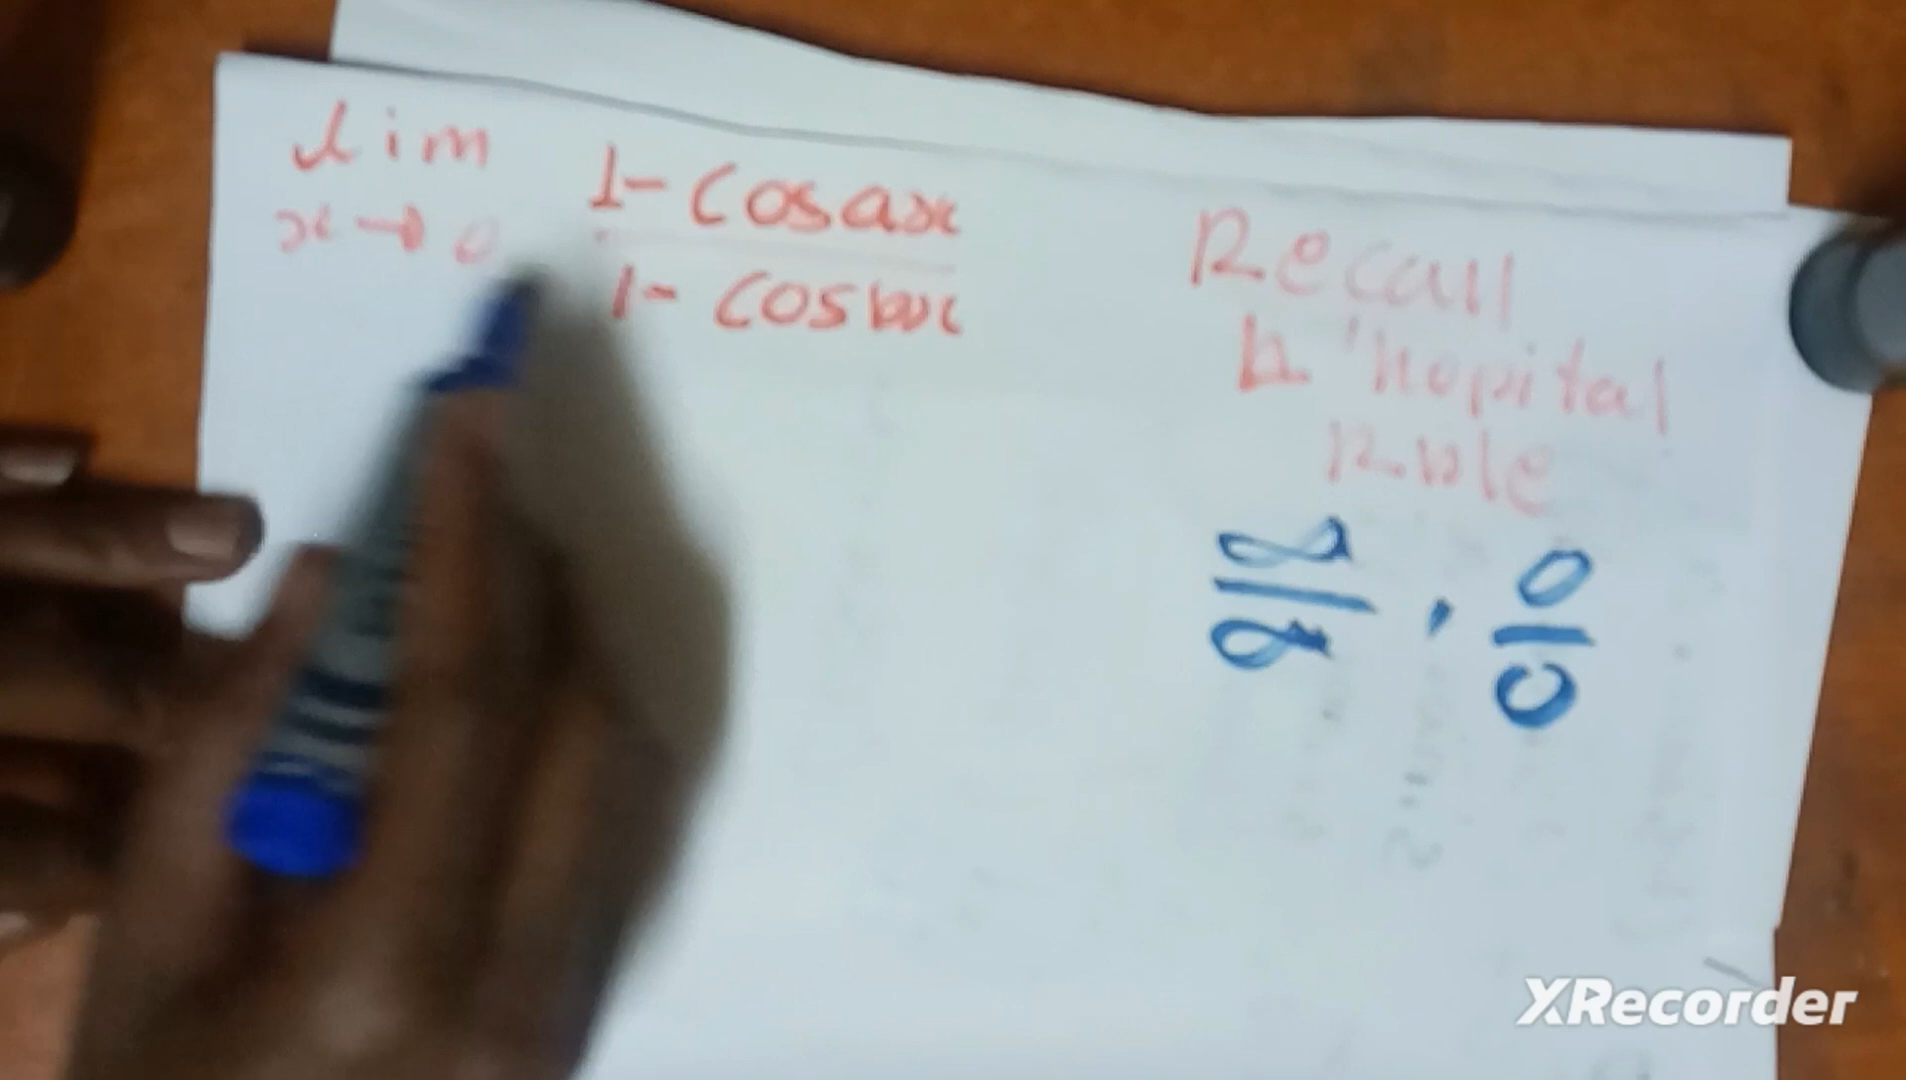 lim
x→0
1-Cosax
1-Cosbx
Recall
L'hopital
Rule
∞/∞ , 0/0
XRecorder